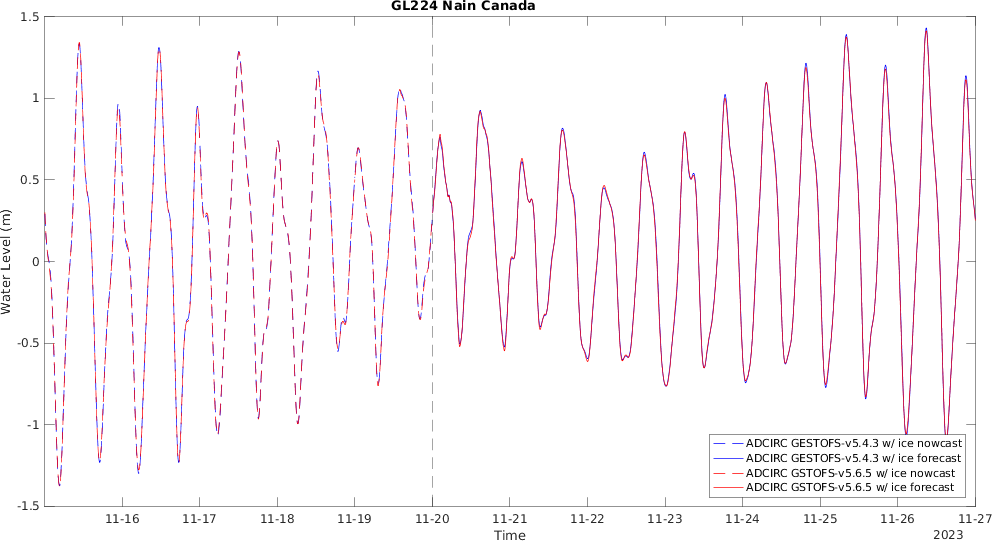 GL224 Nain Canada
1.5
1
0.5
0
-0.5
-1
-1.5
Water Level (m)
11-16
11-17
11-18
11-19
11-20
11-21
11-22
11-23
11-24
11-25
11-26
11-27
Time
2023
ADCIRC GESTOFS-v5.4.3 w/ ice nowcast
ADCIRC GESTOFS-v5.4.3 w/ ice forecast
ADCIRC GSTOFS-v5.6.5 w/ ice nowcast
ADCIRC GSTOFS-v5.6.5 w/ ice forecast